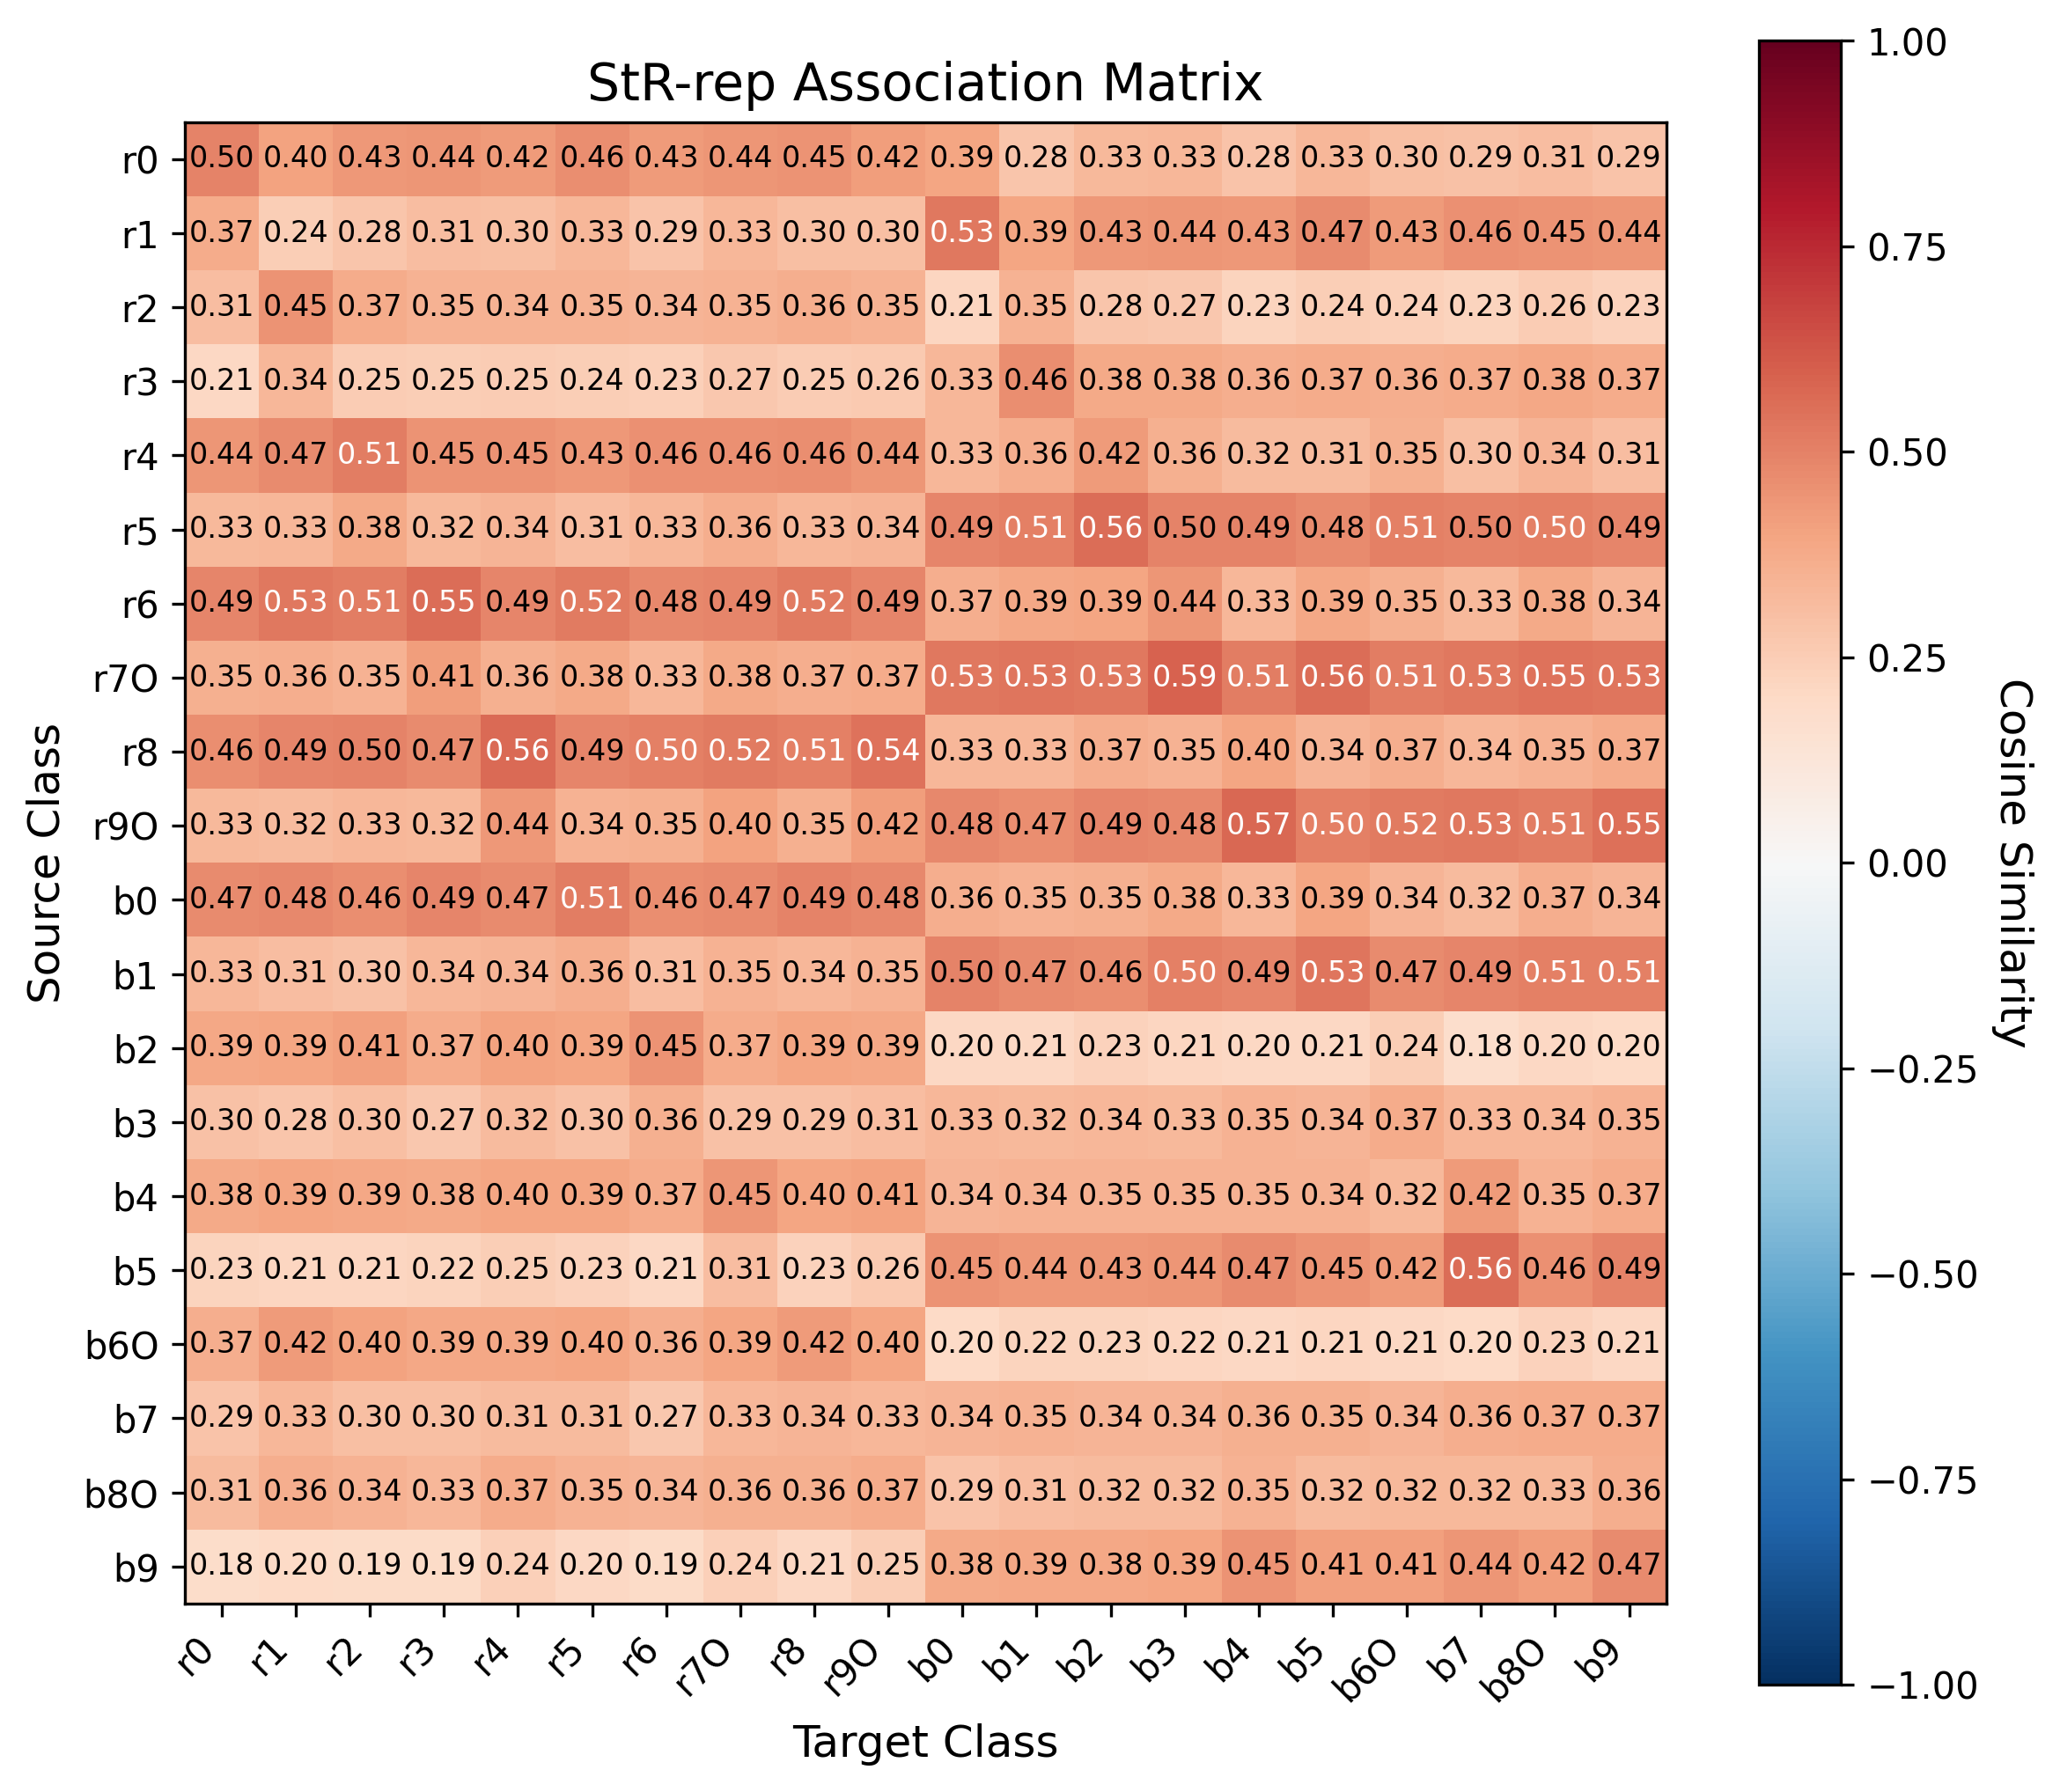 StR-rep Association Matrix
r0 0.50 0.40 0.43 0.44 0.42 0.46 0.43 0.44 0.45 0.42 0.39 0.28 0.33 0.33 0.28 0.33 0.30 0.29 0.31 0.29
r1 0.37 0.24 0.28 0.31 0.30 0.33 0.29 0.33 0.30 0.30 0.53 0.39 0.43 0.44 0.43 0.47 0.43 0.46 0.45 0.44
r2 0.31 0.45 0.37 0.35 0.34 0.35 0.34 0.35 0.36 0.35 0.21 0.35 0.28 0.27 0.23 0.24 0.24 0.23 0.26 0.23
r3 0.21 0.34 0.25 0.25 0.25 0.24 0.23 0.27 0.25 0.26 0.33 0.46 0.38 0.38 0.36 0.37 0.36 0.37 0.38 0.37
r4 0.44 0.47 0.51 0.45 0.45 0.43 0.46 0.46 0.46 0.44 0.33 0.36 0.42 0.36 0.32 0.31 0.35 0.30 0.34 0.31
r5 0.33 0.33 0.38 0.32 0.34 0.31 0.33 0.36 0.33 0.34 0.49 0.51 0.56 0.50 0.49 0.48 0.51 0.50 0.50 0.49
r6 0.49 0.53 0.51 0.55 0.49 0.52 0.48 0.49 0.52 0.49 0.37 0.39 0.39 0.44 0.33 0.39 0.35 0.33 0.38 0.34
r7O 0.35 0.36 0.35 0.41 0.36 0.38 0.33 0.38 0.37 0.37 0.53 0.53 0.53 0.59 0.51 0.56 0.51 0.53 0.55 0.53
r8 0.46 0.49 0.50 0.47 0.56 0.49 0.50 0.52 0.51 0.54 0.33 0.33 0.37 0.35 0.40 0.34 0.37 0.34 0.35 0.37
r9O 0.33 0.32 0.33 0.32 0.44 0.34 0.35 0.40 0.35 0.42 0.48 0.47 0.49 0.48 0.57 0.50 0.52 0.53 0.51 0.55
b0 0.47 0.48 0.46 0.49 0.47 0.51 0.46 0.47 0.49 0.48 0.36 0.35 0.35 0.38 0.33 0.39 0.34 0.32 0.37 0.34
b1 0.33 0.31 0.30 0.34 0.34 0.36 0.31 0.35 0.34 0.35 0.50 0.47 0.46 0.50 0.49 0.53 0.47 0.49 0.51 0.51
b2 0.39 0.39 0.41 0.37 0.40 0.39 0.45 0.37 0.39 0.39 0.20 0.21 0.23 0.21 0.20 0.21 0.24 0.18 0.20 0.20
b3 0.30 0.28 0.30 0.27 0.32 0.30 0.36 0.29 0.29 0.31 0.33 0.32 0.34 0.33 0.35 0.34 0.37 0.33 0.34 0.35
b4 0.38 0.39 0.39 0.38 0.40 0.39 0.37 0.45 0.40 0.41 0.34 0.34 0.35 0.35 0.35 0.34 0.32 0.42 0.35 0.37
b5 0.23 0.21 0.21 0.22 0.25 0.23 0.21 0.31 0.23 0.26 0.45 0.44 0.43 0.44 0.47 0.45 0.42 0.56 0.46 0.49
b6O 0.37 0.42 0.40 0.39 0.39 0.40 0.36 0.39 0.42 0.40 0.20 0.22 0.23 0.22 0.21 0.21 0.21 0.20 0.23 0.21
b7 0.29 0.33 0.30 0.30 0.31 0.31 0.27 0.33 0.34 0.33 0.34 0.35 0.34 0.34 0.36 0.35 0.34 0.36 0.37 0.37
b8O 0.31 0.36 0.34 0.33 0.37 0.35 0.34 0.36 0.36 0.37 0.29 0.31 0.32 0.32 0.35 0.32 0.32 0.32 0.33 0.36
b9 0.18 0.20 0.19 0.19 0.24 0.20 0.19 0.24 0.21 0.25 0.38 0.39 0.38 0.39 0.45 0.41 0.41 0.44 0.42 0.47
r0 r1 r2 r3 r4 r5 r6 r7O r8 r9O b0 b1 b2 b3 b4 b5 b6O b7 b8O b9
Target Class
Source Class
1.00
0.75
0.50
0.25
0.00
−0.25
−0.50
−0.75
−1.00
Cosine Similarity